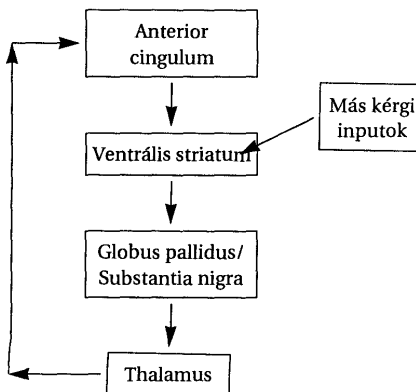 Anterior
cingulum
Más kérgi
inputok
Ventrális striatum
Globus pallidus/
Substantia nigra
Thalamus